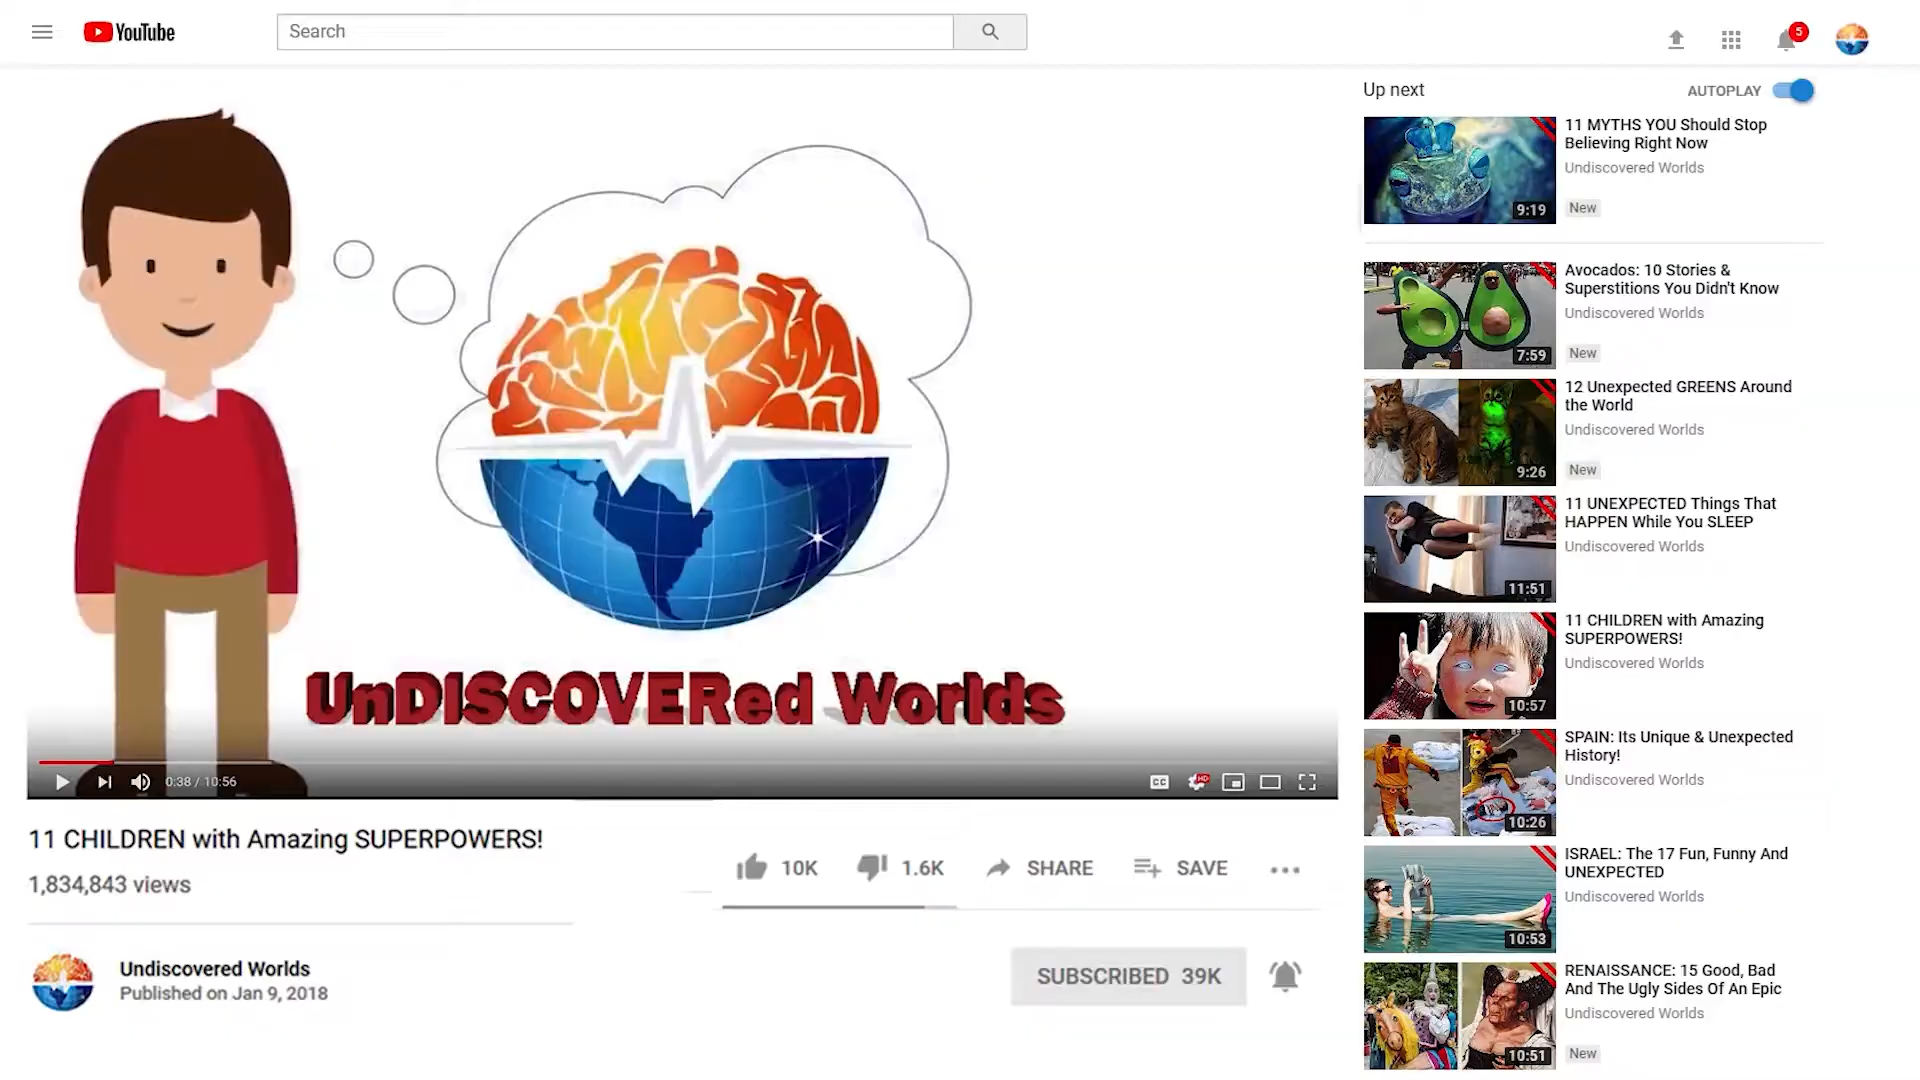 YouTube
Search
5
Up next
AUTOPLAY
11 MYTHS YOU Should Stop
Believing Right Now
Undiscovered Worlds
9:19
New
Avocados: 10 Stories &
Superstitions You Didn't Know
Undiscovered Worlds
7:59
New
12 Unexpected GREENS Around
the World
Undiscovered Worlds
9:26
New
11 UNEXPECTED Things That
HAPPEN While You SLEEP
Undiscovered Worlds
11:51
11 CHILDREN with Amazing
SUPERPOWERS!
Undiscovered Worlds
10:57
SPAIN: Its Unique & Unexpected
History!
Undiscovered Worlds
10:26
ISRAEL: The 17 Fun, Funny And
UNEXPECTED
Undiscovered Worlds
10:53
RENAISSANCE: 15 Good, Bad
And The Ugly Sides Of An Epic
Undiscovered Worlds
10:51
New
UnDISCOVERed Worlds
0:38 / 10:56
CC
HD
11 CHILDREN with Amazing SUPERPOWERS!
1,834,843 views
10K
1.6K
SHARE
SAVE
Undiscovered Worlds
Published on Jan 9, 2018
SUBSCRIBED 39K